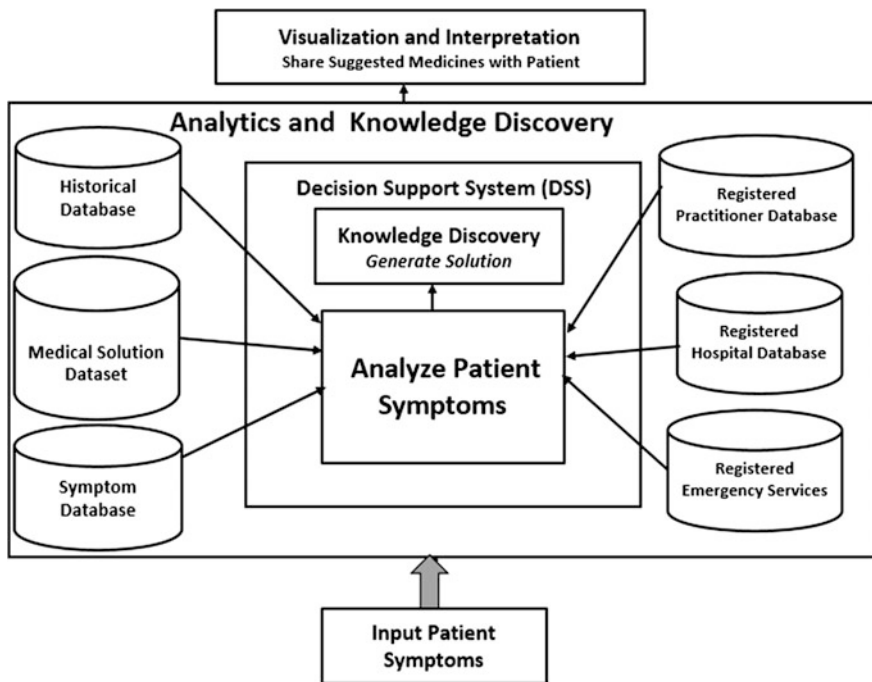 Visualization and Interpretation
Share Suggested Medicines with Patient
Analytics and Knowledge Discovery
Historical
Database
Medical Solution
Dataset
Symptom
Database
Decision Support System (DSS)
Knowledge Discovery
Generate Solution
Analyze Patient
Symptoms
Registered
Practitioner Database
Registered
Hospital Database
Registered
Emergency Services
Input Patient
Symptoms